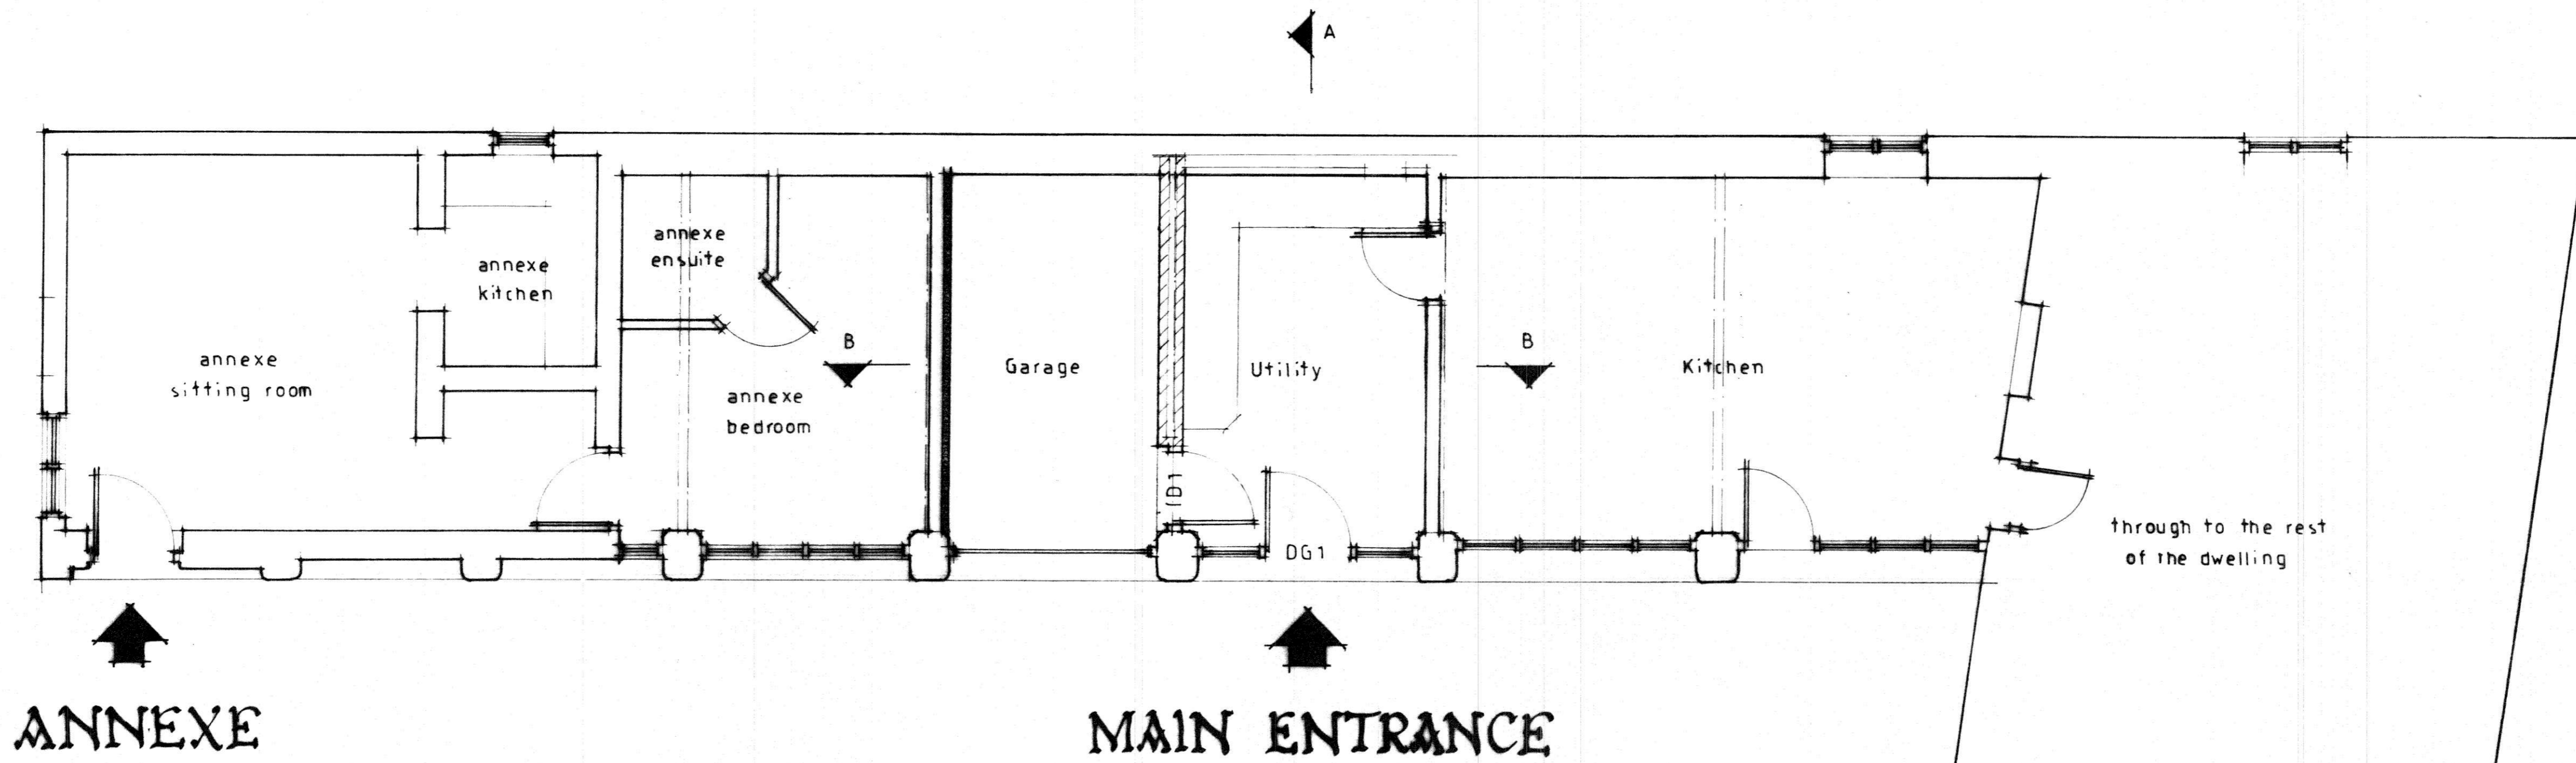 A
annexe
ensuite
annexe
kitchen
B
B
annexe
sitting room
Garage
Utility
Kitchen
annexe
bedroom
ID1
DG1
through to the rest
of the dwelling
ANNEXE
MAIN ENTRANCE